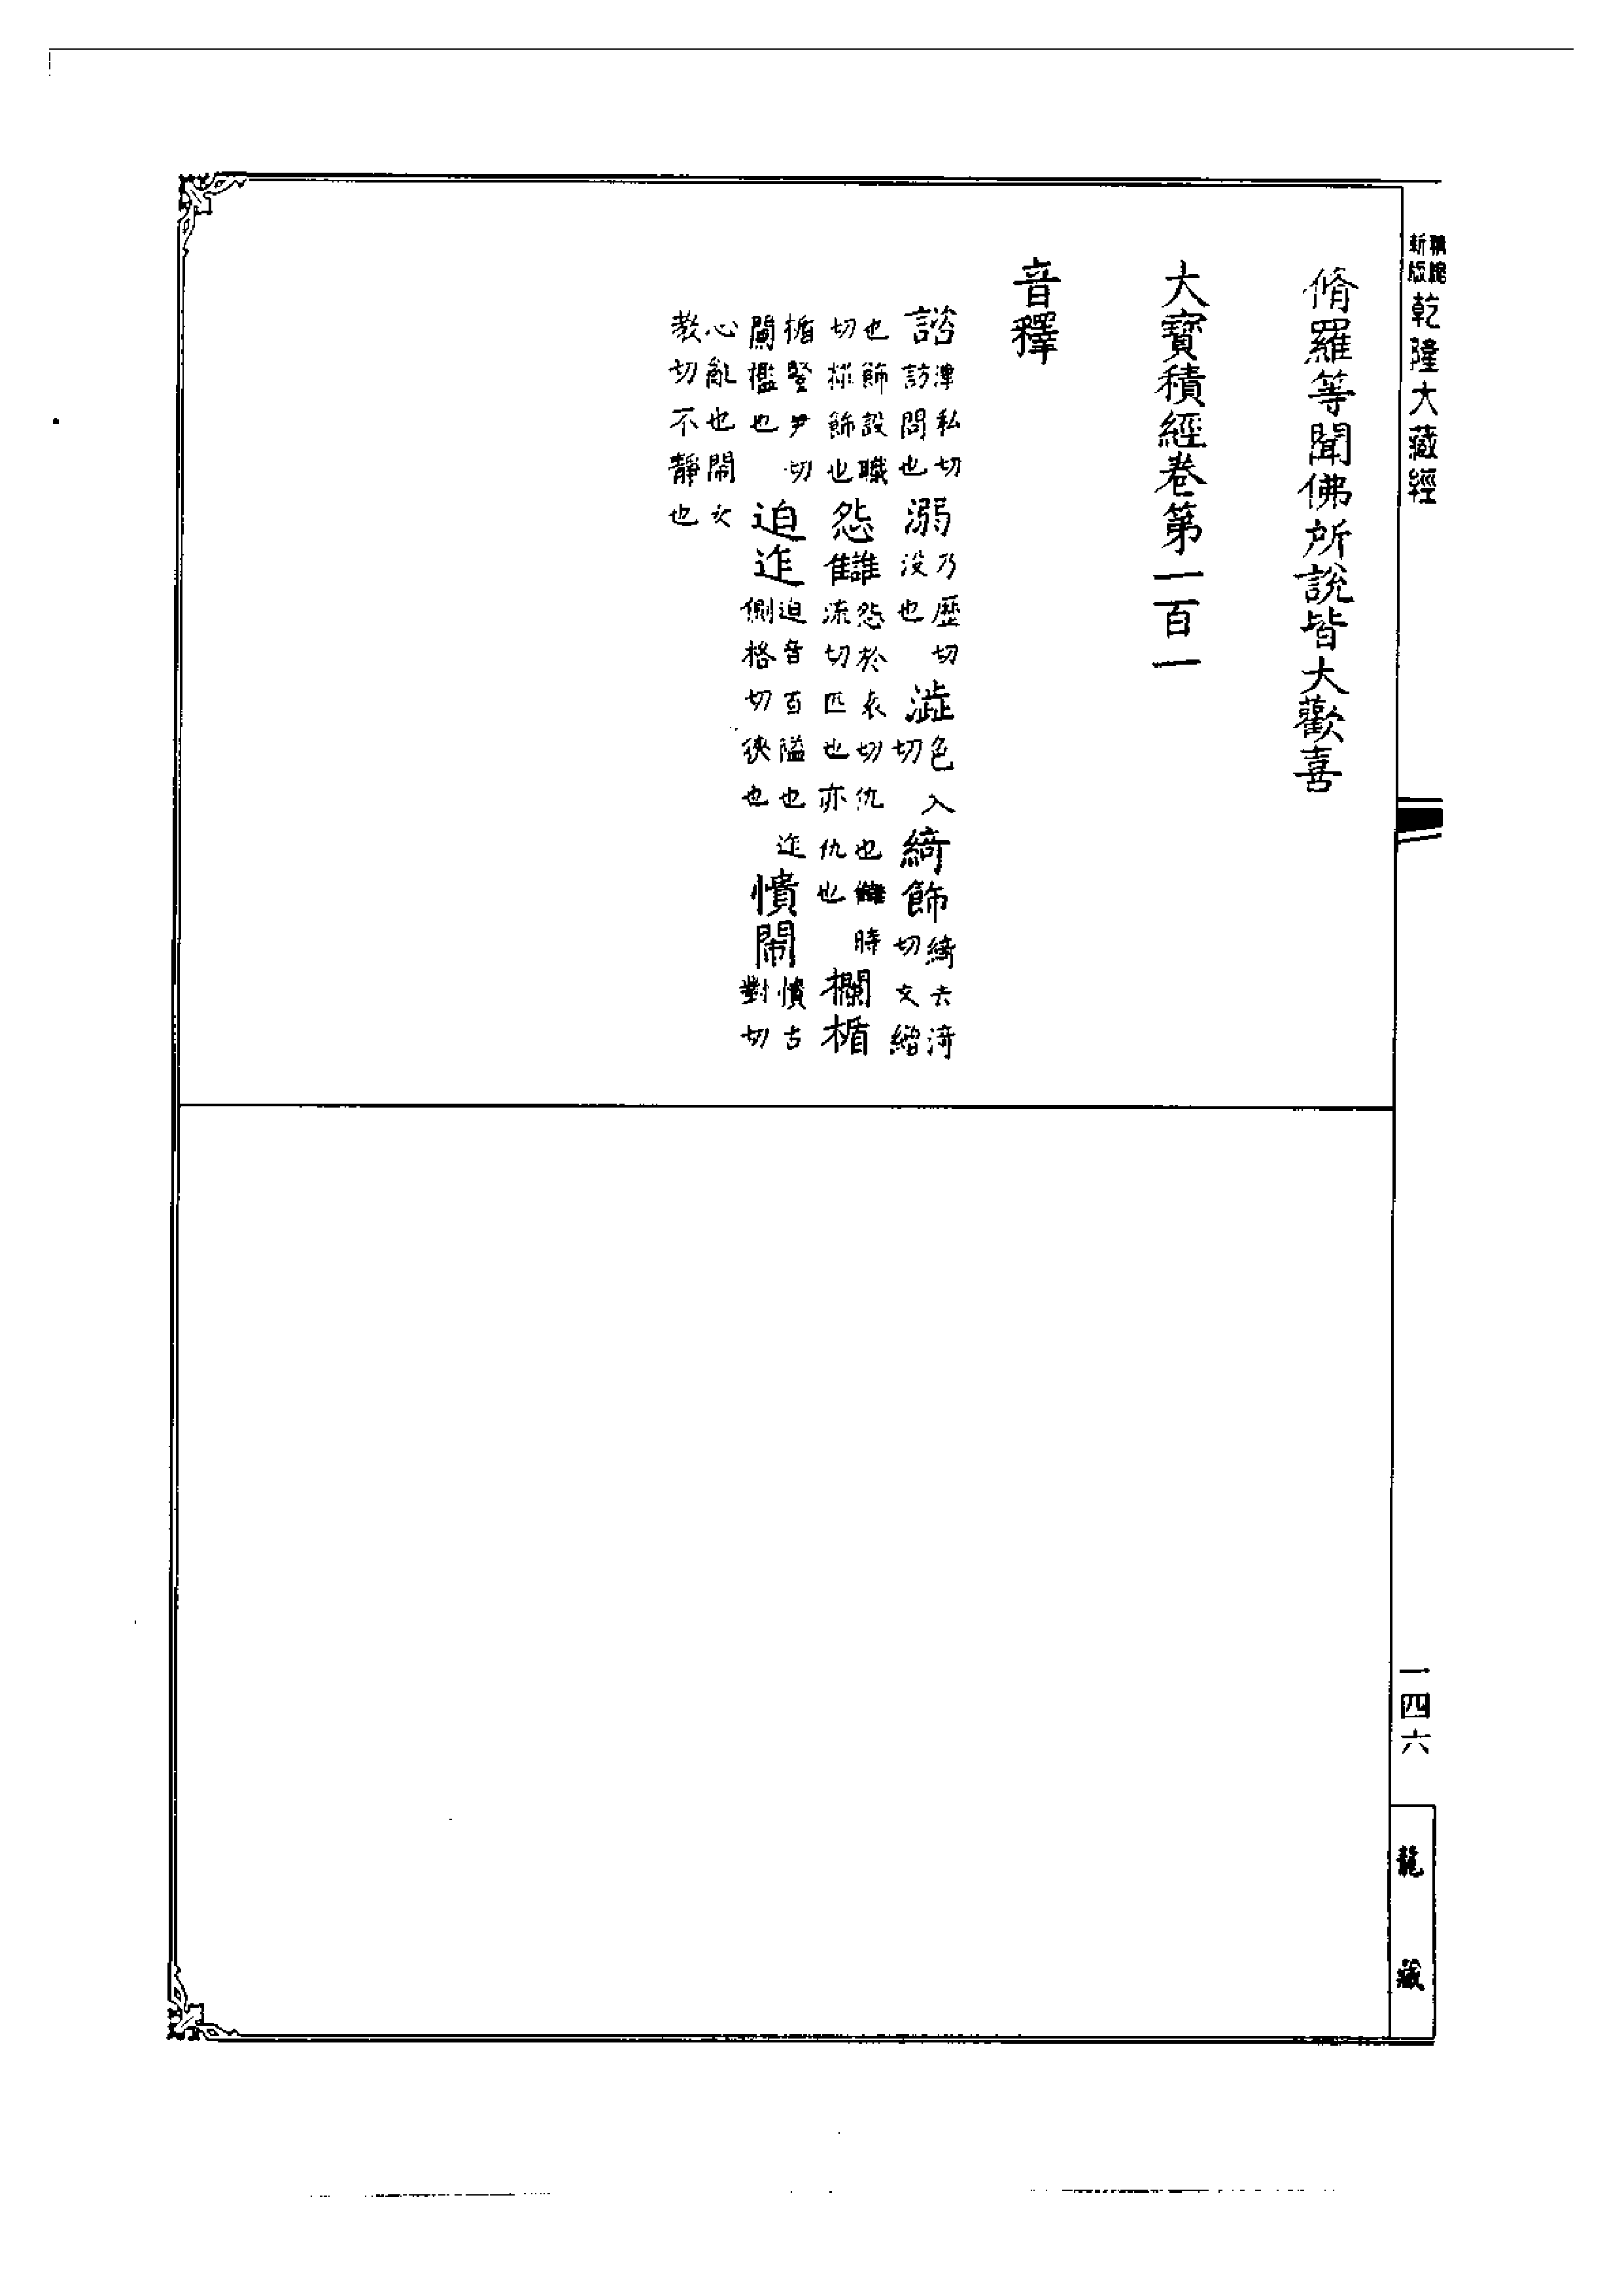 新版
乾隆大藏經
脩羅等聞佛所說皆大歡喜
大寶積經卷第一百一
音釋
諮津私切訪問也溺乃歷切没也澁色入切綺飾綺去渏切文繒
也飾設職切粧飾也怨讎怨於袁切仇也讎時流切匹也亦仇也欄楯
楯豎尹切闌檻也迫迮迫音百隘也迮側格切狹也憒閙憒古對切
心亂也閙女教切不靜也
一四六
龍藏